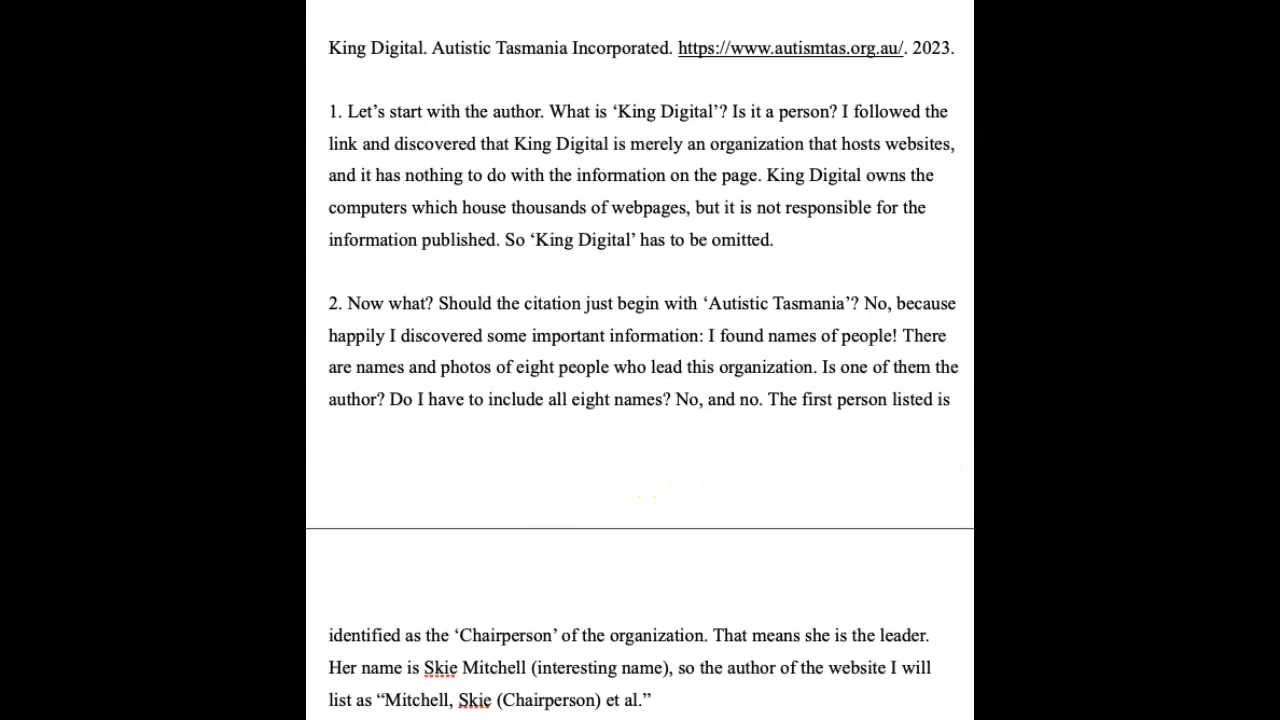 King Digital. Autistic Tasmania Incorporated. https://www.autismtas.org.au/. 2023.
1. Let’s start with the author. What is ‘King Digital’? Is it a person? I followed the
link and discovered that King Digital is merely an organization that hosts websites,
and it has nothing to do with the information on the page. King Digital owns the
computers which house thousands of webpages, but it is not responsible for the
information published. So ‘King Digital’ has to be omitted.
2. Now what? Should the citation just begin with ‘Autistic Tasmania’? No, because
happily I discovered some important information: I found names of people! There
are names and photos of eight people who lead this organization. Is one of them the
author? Do I have to include all eight names? No, and no. The first person listed is
identified as the ‘Chairperson’ of the organization. That means she is the leader.
Her name is Skie Mitchell (interesting name), so the author of the website I will
list as “Mitchell, Skie (Chairperson) et al.”